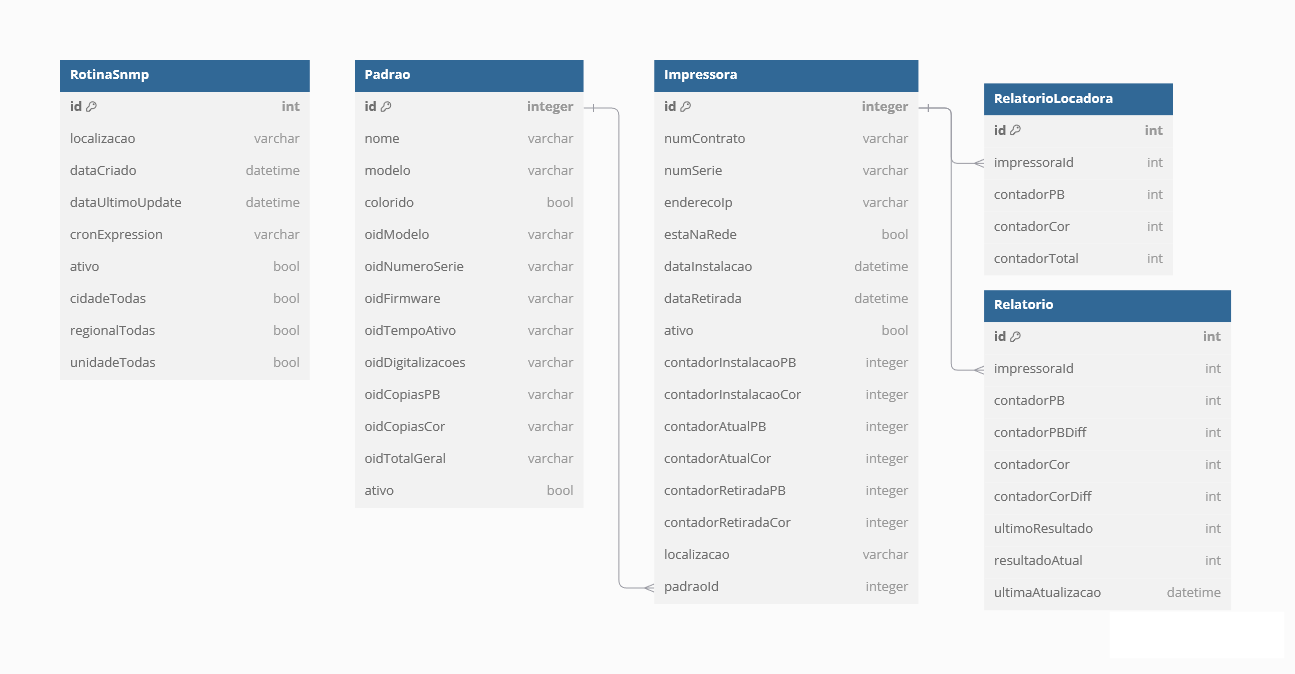 RotinaSnmp
id int
localizacao varchar
dataCriado datetime
dataUltimoUpdate datetime
cronExpression varchar
ativo bool
cidadeTodas bool
regionalTodas bool
unidadeTodas bool
Padrao
id integer
nome varchar
modelo varchar
colorido bool
oidModelo varchar
oidNumeroSerie varchar
oidFirmware varchar
oidTempoAtivo varchar
oidDigitalizacoes varchar
oidCopiasPB varchar
oidCopiasCor varchar
oidTotalGeral varchar
ativo bool
Impressora
id integer
numContrato varchar
numSerie varchar
enderecoIp varchar
estaNaRede bool
dataInstalacao datetime
dataRetirada datetime
ativo bool
contadorInstalacaoPB integer
contadorInstalacaoCor integer
contadorAtualPB integer
contadorAtualCor integer
contadorRetiradaPB integer
contadorRetiradaCor integer
localizacao varchar
padraoId integer
RelatorioLocadora
id int
impressoraId int
contadorPB int
contadorCor int
contadorTotal int
Relatorio
id int
impressoraId int
contadorPB int
contadorPBDiff int
contadorCor int
contadorCorDiff int
ultimoResultado int
resultadoAtual int
ultimaAtualizacao datetime